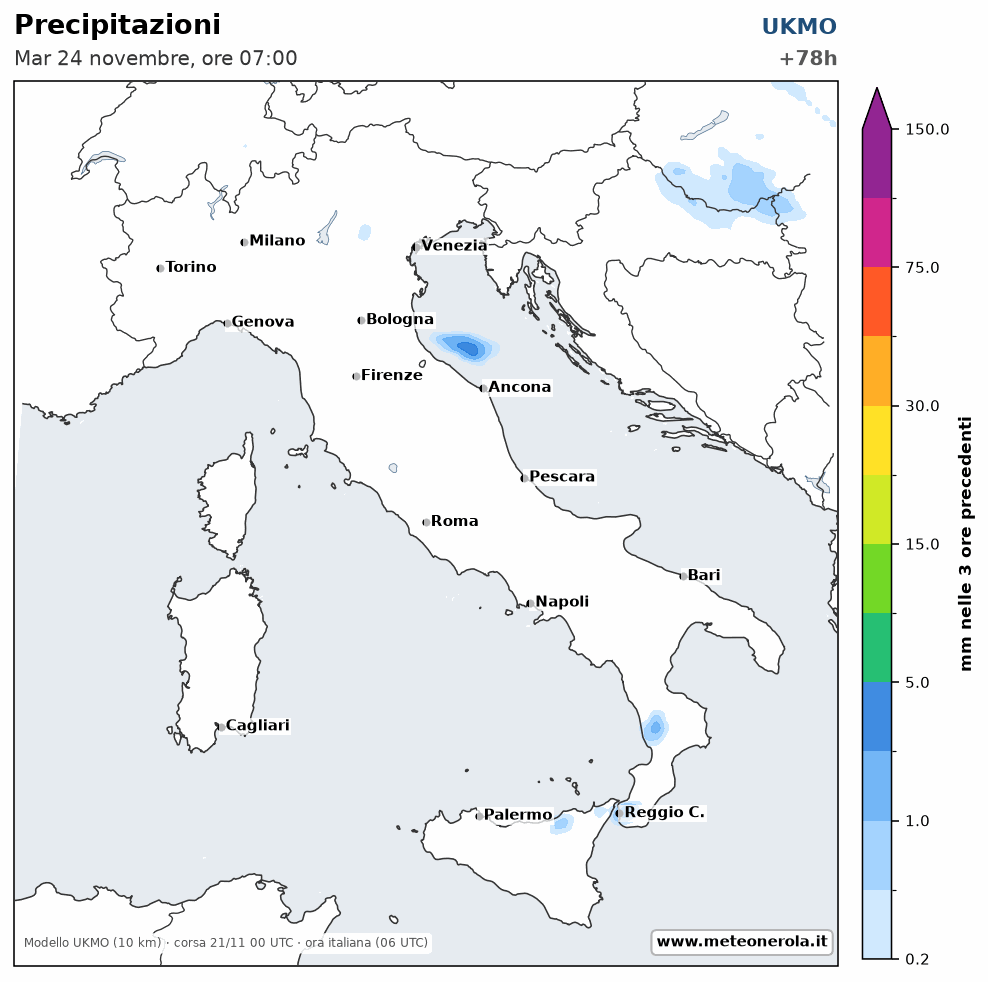 Precipitazioni
UKMO
Mar 24 novembre, ore 07:00
+78h
150.0
75.0
30.0
15.0
5.0
1.0
0.2
mm nelle 3 ore precedenti
Milano
Venezia
Torino
Genova
Bologna
Firenze
Ancona
Pescara
Roma
Bari
Napoli
Cagliari
Palermo
Reggio C.
Modello UKMO (10 km) · corsa 21/11 00 UTC · ora italiana (06 UTC)
www.meteonerola.it